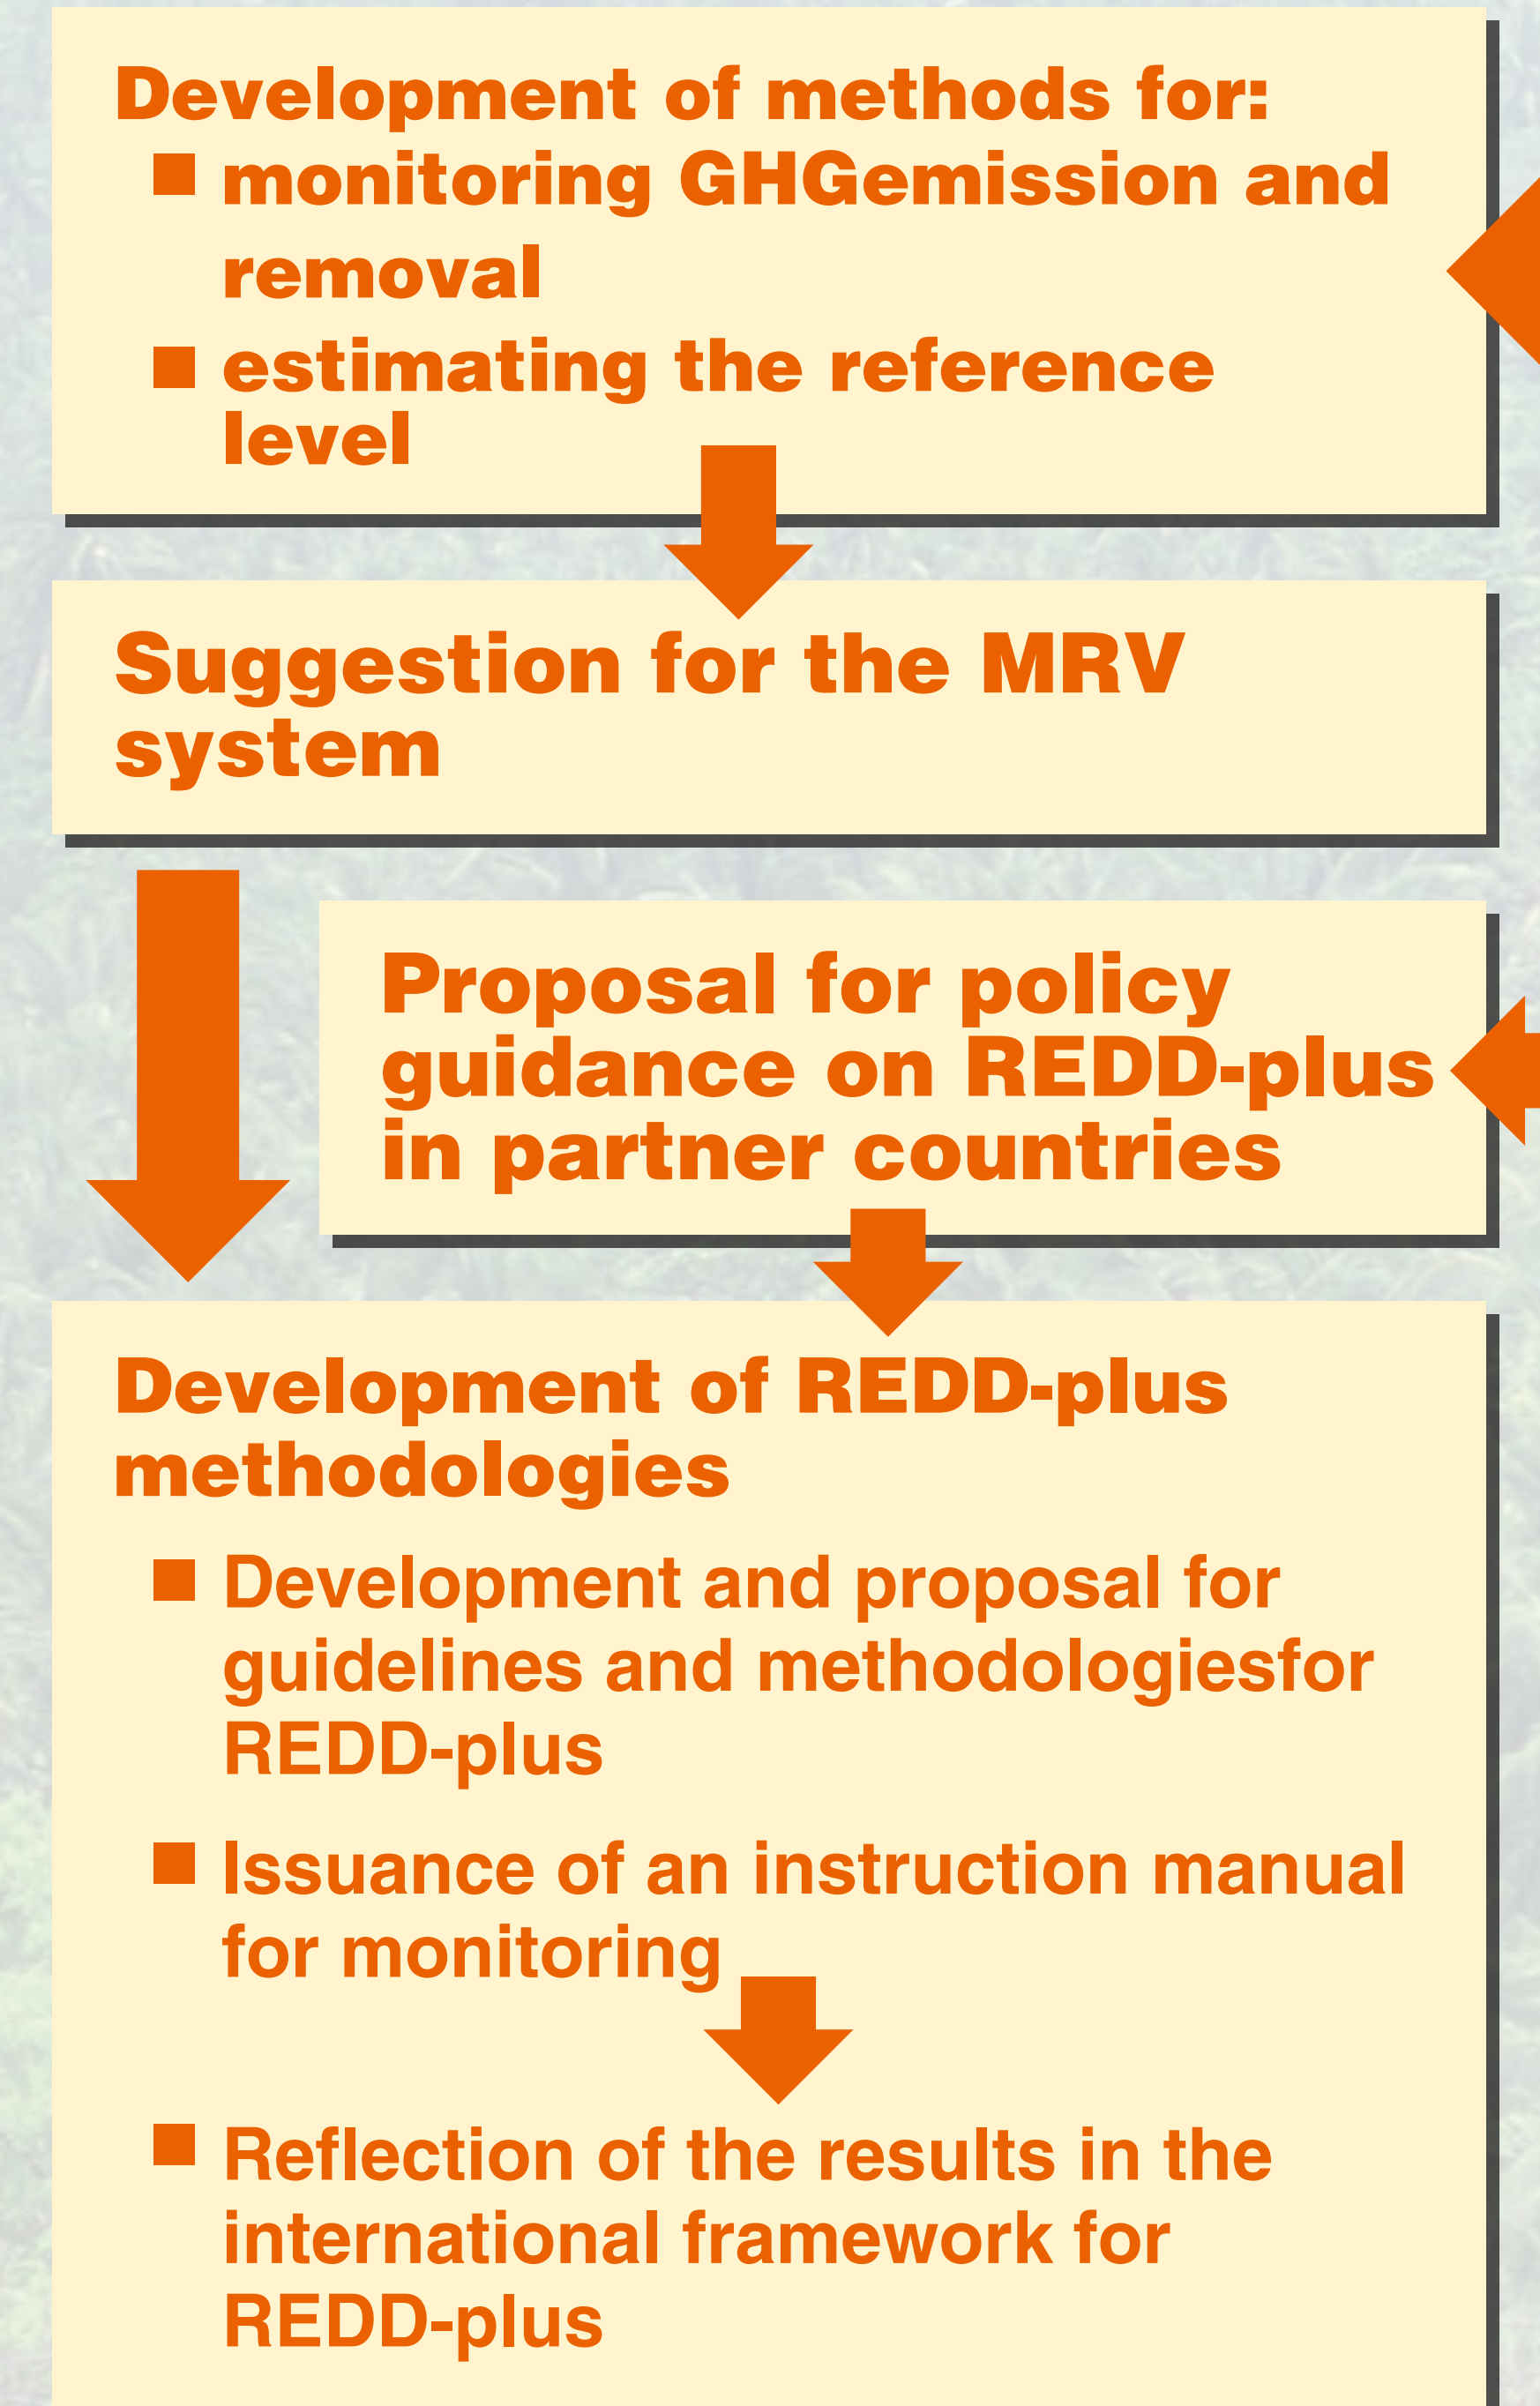 Development of methods for:
■ monitoring GHGemission and
removal
■ estimating the reference
level
Suggestion for the MRV
system
Proposal for policy
guidance on REDD-plus
in partner countries
Development of REDD-plus
methodologies
■ Development and proposal for
guidelines and methodologiesfor
REDD-plus
■ Issuance of an instruction manual
for monitoring
■ Reflection of the results in the
international framework for
REDD-plus